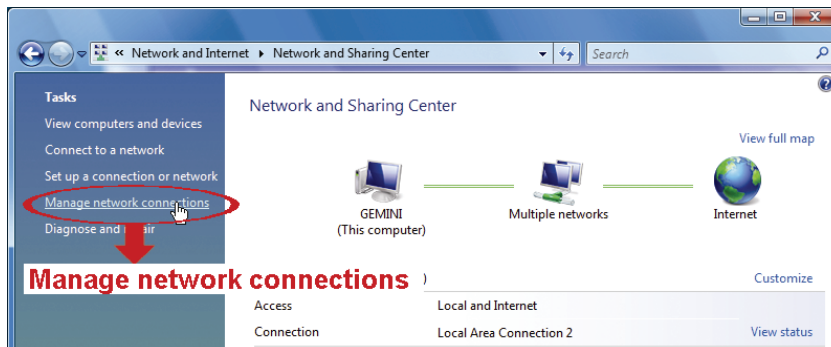 « Network and Internet ▸ Network and Sharing Center
Search
Tasks
View computers and devices
Connect to a network
Set up a connection or network
Manage network connections
Diagnose and
Manage network connections
Network and Sharing Center
View full map
GEMINI
(This computer)
Multiple networks
Internet
) Customize
Access Local and Internet
Connection Local Area Connection 2 View status